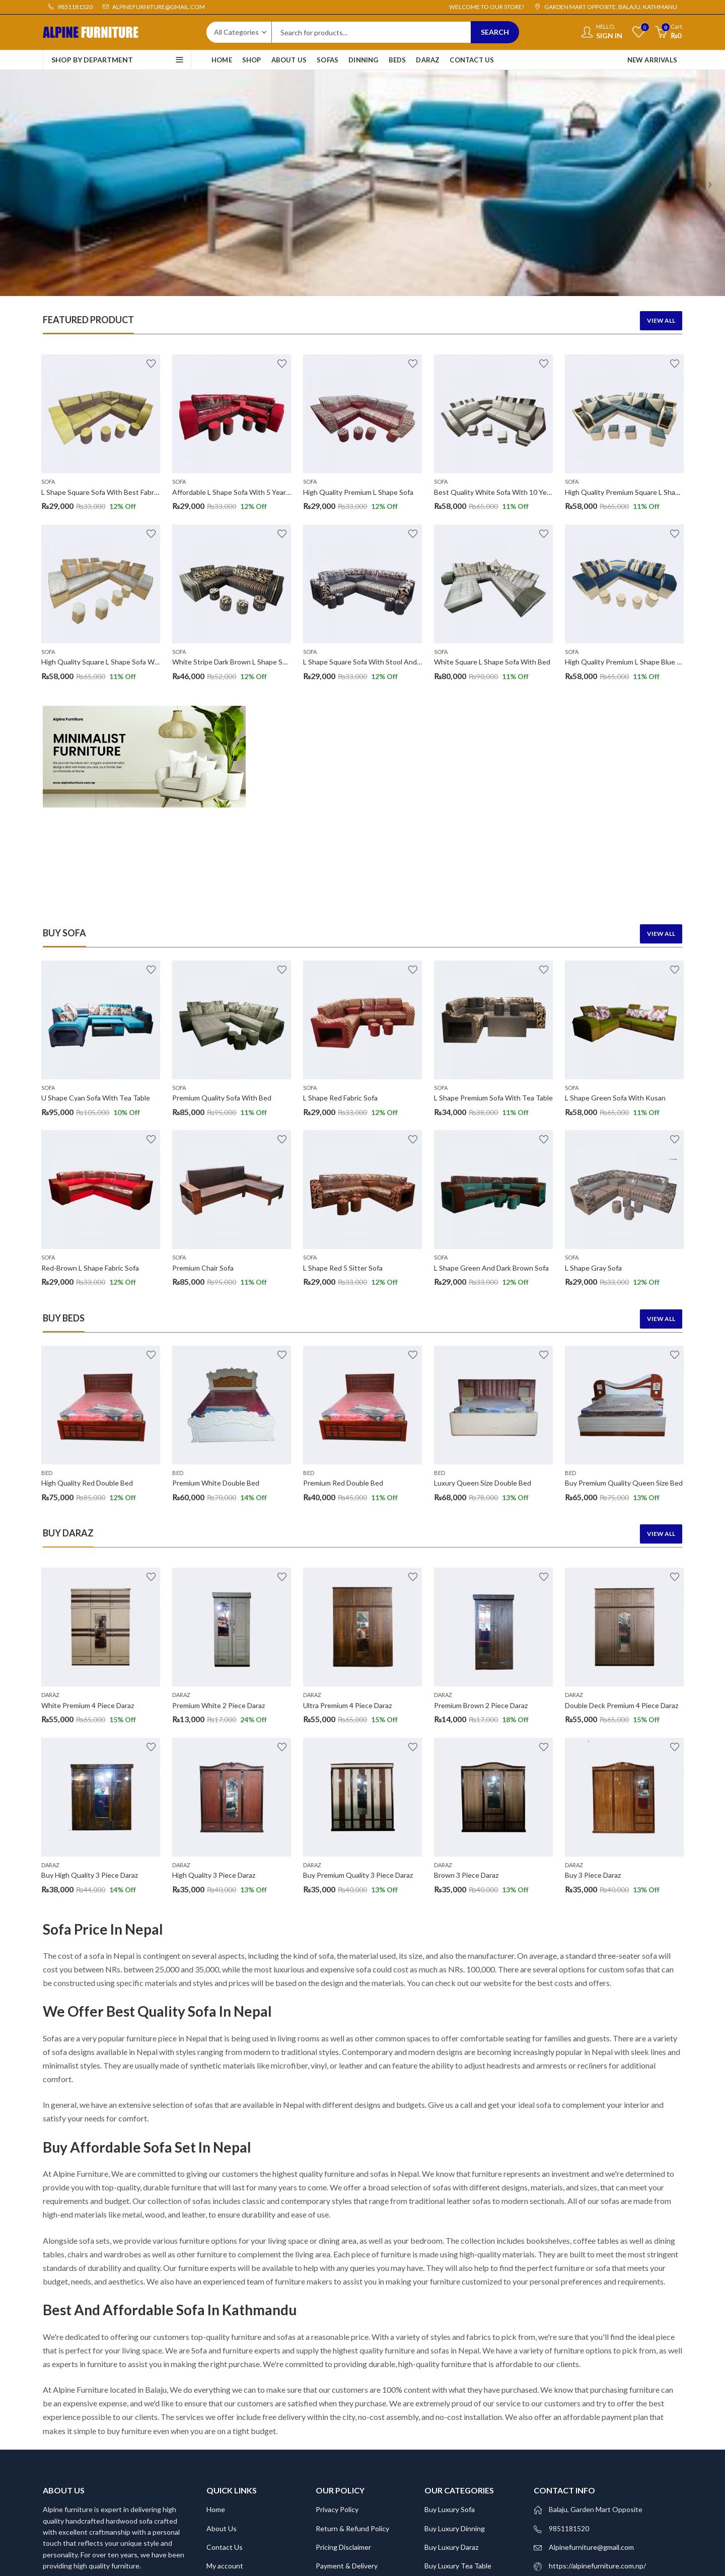 9851181520 ALPINEFURNITURE@GMAIL.COM WELCOME TO OUR STORE! GARDEN MART OPPOSITE, BALAJU, KATHMANU
ALPINE FURNITURE All Categories Search for products... SEARCH HELLO, SIGN IN 0 0 Cart ₨0
SHOP BY DEPARTMENT HOME SHOP ABOUT US SOFAS DINNING BEDS DARAZ CONTACT US NEW ARRIVALS
FEATURED PRODUCT VIEW ALL
SOFA SOFA SOFA SOFA SOFA
L Shape Square Sofa With Best Fabr... Affordable L Shape Sofa With 5 Year... High Quality Premium L Shape Sofa Best Quality White Sofa With 10 Ye... High Quality Premium Square L Sha...
₨29,000 ₨33,000 12% Off ₨29,000 ₨33,000 12% Off ₨29,000 ₨33,000 12% Off ₨58,000 ₨65,000 11% Off ₨58,000 ₨65,000 11% Off
SOFA SOFA SOFA SOFA SOFA
High Quality Square L Shape Sofa W... White Stripe Dark Brown L Shape S... L Shape Square Sofa With Stool And... White Square L Shape Sofa With Bed High Quality Premium L Shape Blue ...
₨58,000 ₨65,000 11% Off ₨46,000 ₨52,000 12% Off ₨29,000 ₨33,000 12% Off ₨80,000 ₨90,000 11% Off ₨58,000 ₨65,000 11% Off
Alpine Furniture
MINIMALIST
FURNITURE
www.alpinefurniture.com.np
BUY SOFA VIEW ALL
SOFA SOFA SOFA SOFA SOFA
U Shape Cyan Sofa With Tea Table Premium Quality Sofa With Bed L Shape Red Fabric Sofa L Shape Premium Sofa With Tea Table L Shape Green Sofa With Kusan
₨95,000 ₨105,000 10% Off ₨85,000 ₨95,000 11% Off ₨29,000 ₨33,000 12% Off ₨34,000 ₨38,000 11% Off ₨58,000 ₨65,000 11% Off
SOFA SOFA SOFA SOFA SOFA
Red-Brown L Shape Fabric Sofa Premium Chair Sofa L Shape Red 5 Sitter Sofa L Shape Green And Dark Brown Sofa L Shape Gray Sofa
₨29,000 ₨33,000 12% Off ₨85,000 ₨95,000 11% Off ₨29,000 ₨33,000 12% Off ₨29,000 ₨33,000 12% Off ₨29,000 ₨33,000 12% Off
BUY BEDS VIEW ALL
BED BED BED BED BED
High Quality Red Double Bed Premium White Double Bed Premium Red Double Bed Luxury Queen Size Double Bed Buy Premium Quality Queen Size Bed
₨75,000 ₨85,000 12% Off ₨60,000 ₨70,000 14% Off ₨40,000 ₨45,000 11% Off ₨68,000 ₨78,000 13% Off ₨65,000 ₨75,000 13% Off
BUY DARAZ VIEW ALL
DARAZ DARAZ DARAZ DARAZ DARAZ
White Premium 4 Piece Daraz Premium White 2 Piece Daraz Ultra Premium 4 Piece Daraz Premium Brown 2 Piece Daraz Double Deck Premium 4 Piece Daraz
₨55,000 ₨65,000 15% Off ₨13,000 ₨17,000 24% Off ₨55,000 ₨65,000 15% Off ₨14,000 ₨17,000 18% Off ₨55,000 ₨65,000 15% Off
DARAZ DARAZ DARAZ DARAZ DARAZ
Buy High Quality 3 Piece Daraz High Quality 3 Piece Daraz Buy Premium Quality 3 Piece Daraz Brown 3 Piece Daraz Buy 3 Piece Daraz
₨38,000 ₨44,000 14% Off ₨35,000 ₨40,000 13% Off ₨35,000 ₨40,000 13% Off ₨35,000 ₨40,000 13% Off ₨35,000 ₨40,000 13% Off
Sofa Price In Nepal
The cost of a sofa in Nepal is contingent on several aspects, including the kind of sofa, the material used, its size, and also the manufacturer. On average, a standard three-seater sofa will
cost you between NRs. between 25,000 and 35,000, while the most luxurious and expensive sofa could cost as much as NRs. 100,000. There are several options for custom sofas that can
be constructed using specific materials and styles and prices will be based on the design and the materials. You can check out our website for the best costs and offers.
We Offer Best Quality Sofa In Nepal
Sofas are a very popular furniture piece in Nepal that is being used in living rooms as well as other common spaces to offer comfortable seating for families and guests. There are a variety
of sofa designs available in Nepal with styles ranging from modern to traditional styles. Contemporary and modern designs are becoming increasingly popular in Nepal with sleek lines and
minimalist styles. They are usually made of synthetic materials like microfiber, vinyl, or leather and can feature the ability to adjust headrests and armrests or recliners for additional
comfort.
In general, we have an extensive selection of sofas that are available in Nepal with different designs and budgets. Give us a call and get your ideal sofa to complement your interior and
satisfy your needs for comfort.
Buy Affordable Sofa Set In Nepal
At Alpine Furniture, We are committed to giving our customers the highest quality furniture and sofas in Nepal. We know that furniture represents an investment and we're determined to
provide you with top-quality, durable furniture that will last for many years to come. We offer a broad selection of sofas with different designs, materials, and sizes, that can meet your
requirements and budget. Our collection of sofas includes classic and contemporary styles that range from traditional leather sofas to modern sectionals. All of our sofas are made from
high-end materials like metal, wood, and leather, to ensure durability and ease of use.
Alongside sofa sets, we provide various furniture options for your living space or dining area, as well as your bedroom. The collection includes bookshelves, coffee tables as well as dining
tables, chairs and wardrobes as well as other furniture to complement the living area. Each piece of furniture is made using high-quality materials. They are built to meet the most stringent
standards of durability and quality. Our furniture experts will be available to help with any queries you may have. They will also help to find the perfect furniture or sofa that meets your
budget, needs, and aesthetics. We also have an experienced team of furniture makers to assist you in making your furniture customized to your personal preferences and requirements.
Best And Affordable Sofa In Kathmandu
We're dedicated to offering our customers top-quality furniture and sofas at a reasonable price. With a variety of styles and fabrics to pick from, we're sure that you'll find the ideal piece
that is perfect for your living space. We are Sofa and furniture experts and supply the highest quality furniture and sofas in Nepal. We have a variety of furniture options to pick from, as well
as experts in furniture to assist you in making the right purchase. We're committed to providing durable, high-quality furniture that is affordable to our clients.
At Alpine Furniture located in Balaju, We do everything we can to make sure that our customers are 100% content with what they have purchased. We know that purchasing furniture can
be an expensive expense, and we'd like to ensure that our customers are satisfied when they purchase. We are extremely proud of our service to our customers and try to offer the best
experience possible to our clients. The services we offer include free delivery within the city, no-cost assembly, and no-cost installation. We also offer an affordable payment plan that
makes it simple to buy furniture even when you are on a tight budget.
ABOUT US QUICK LINKS OUR POLICY OUR CATEGORIES CONTACT INFO
Alpine furniture is expert in delivering high Home Privacy Policy Buy Luxury Sofa Balaju, Garden Mart Opposite
quality handcrafted hardwood sofa crafted
with excellent craftmanship with a personal About Us Return & Refund Policy Buy Luxury Dinning 9851181520
touch that reflects your unique style and
personality. For over ten years, we have been Contact Us Pricing Disclaimer Buy Luxury Daraz Alpinefurniture@gmail.com
providing high quality furniture. My account Payment & Delivery Buy Luxury Tea Table https://alpinefurniture.com.np/